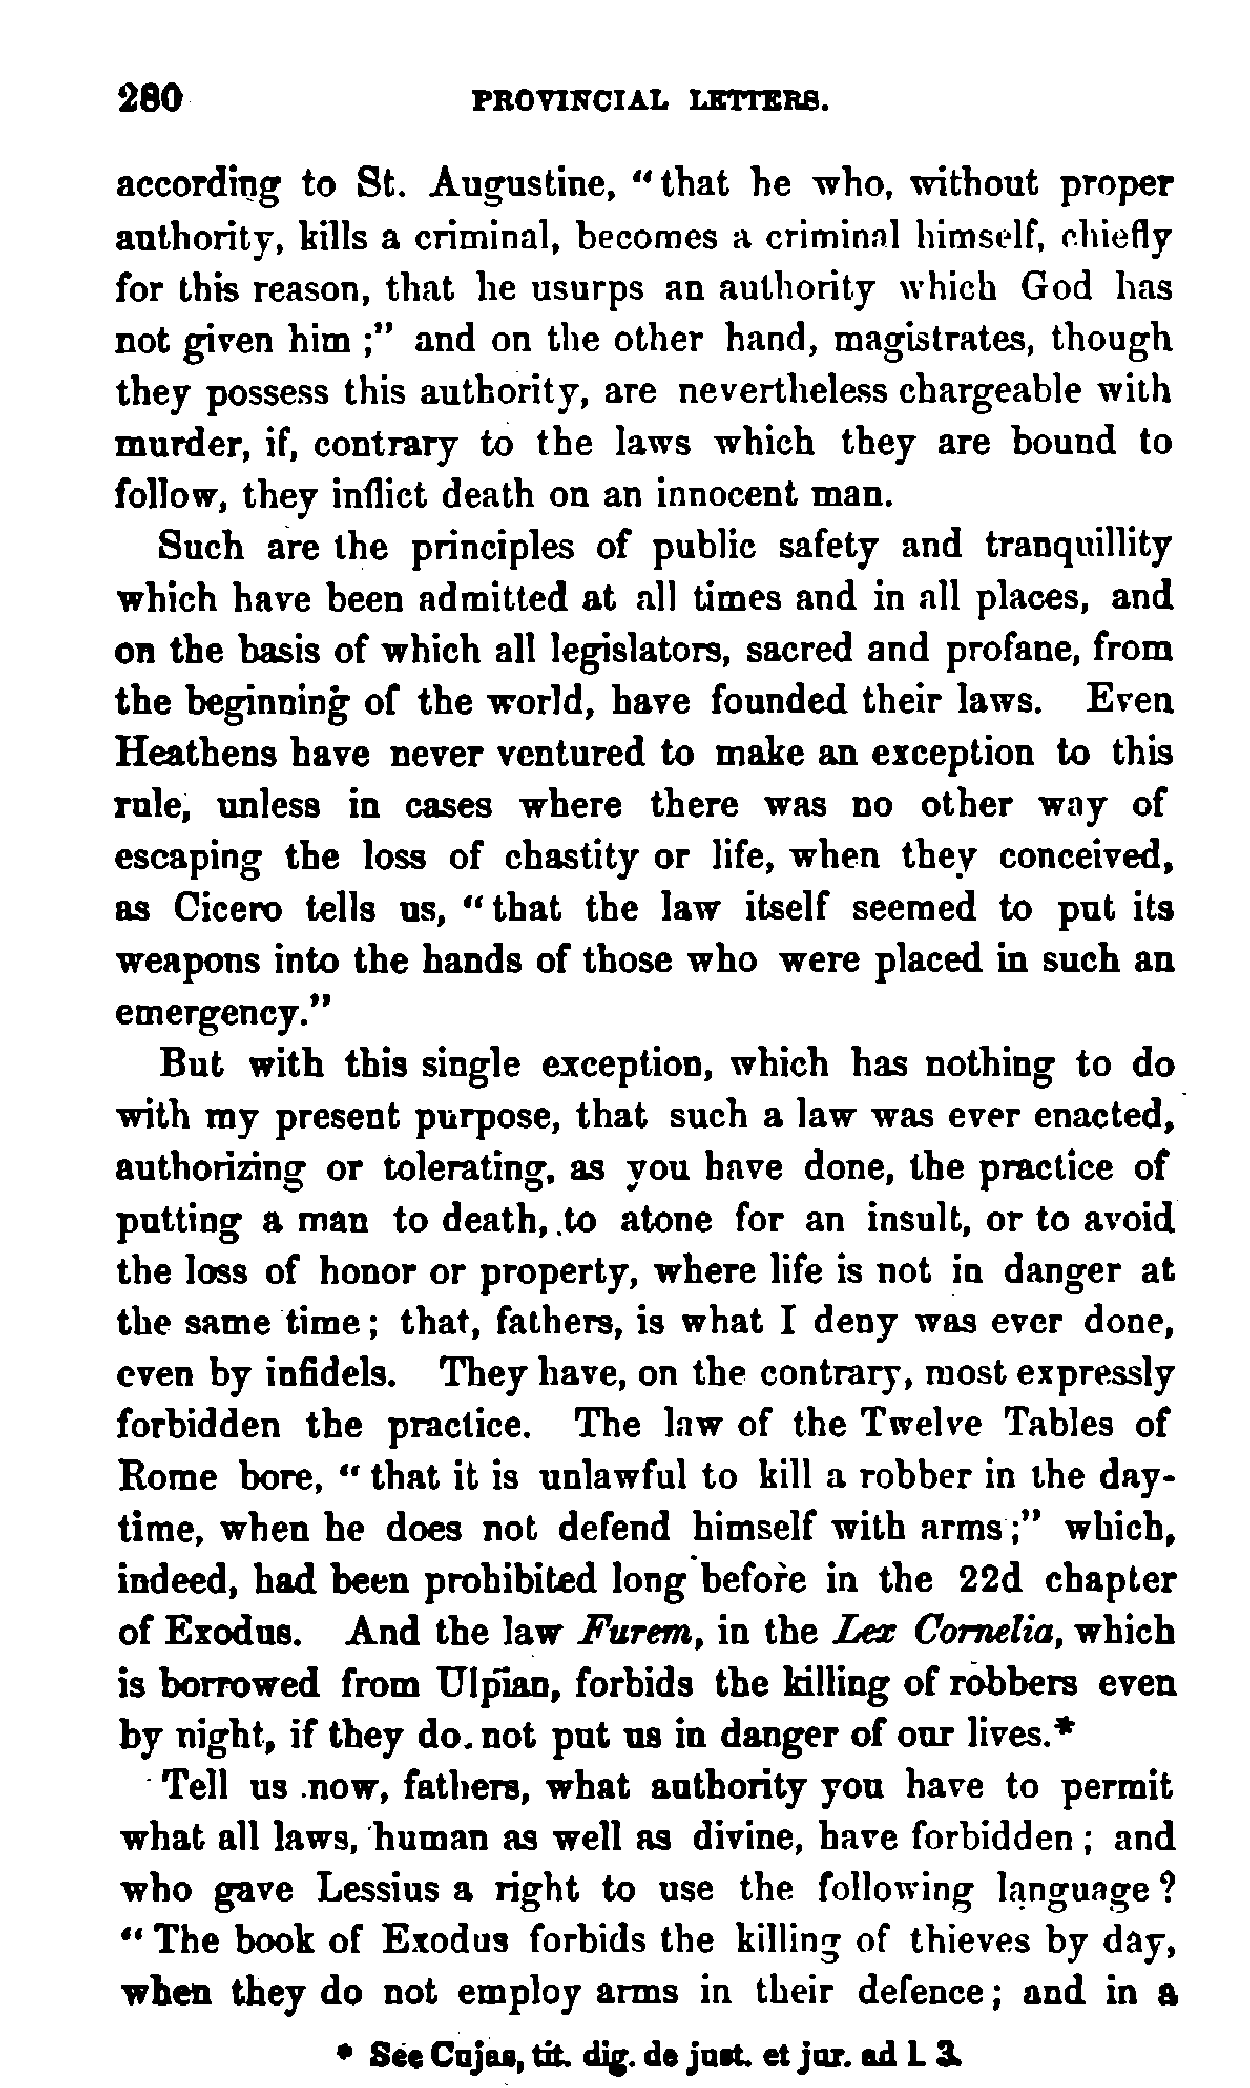 280 PROVINCIAL LETTERS.
according to St. Augustine, "that he who, without proper
authority, kills a criminal, becomes a criminal himself, chiefly
for this reason, that he usurps an authority which God has
not given him ;" and on the other hand, magistrates, though
they possess this authority, are nevertheless chargeable with
murder, if, contrary to the laws which they are bound to
follow, they inflict death on an innocent man.
Such are the principles of public safety and tranquillity
which have been admitted at all times and in all places, and
on the basis of which all legislators, sacred and profane, from
the beginning of the world, have founded their laws. Even
Heathens have never ventured to make an exception to this
rule, unless in cases where there was no other way of
escaping the loss of chastity or life, when they conceived,
as Cicero tells us, "that the law itself seemed to put its
weapons into the hands of those who were placed in such an
emergency."
But with this single exception, which has nothing to do
with my present purpose, that such a law was ever enacted,
authorizing or tolerating, as you have done, the practice of
putting a man to death, to atone for an insult, or to avoid
the loss of honor or property, where life is not in danger at
the same time; that, fathers, is what I deny was ever done,
even by infidels. They have, on the contrary, most expressly
forbidden the practice. The law of the Twelve Tables of
Rome bore, "that it is unlawful to kill a robber in the day-
time, when he does not defend himself with arms;" which,
indeed, had been prohibited long before in the 22d chapter
of Exodus. And the law Furem, in the Lex Cornelia, which
is borrowed from Ulpian, forbids the killing of robbers even
by night, if they do not put us in danger of our lives.*
Tell us now, fathers, what authority you have to permit
what all laws, human as well as divine, have forbidden ; and
who gave Lessius a right to use the following language ?
"The book of Exodus forbids the killing of thieves by day,
when they do not employ arms in their defence; and in a
* See Cujas, tit. dig. de just. et jur. ad l. 3.